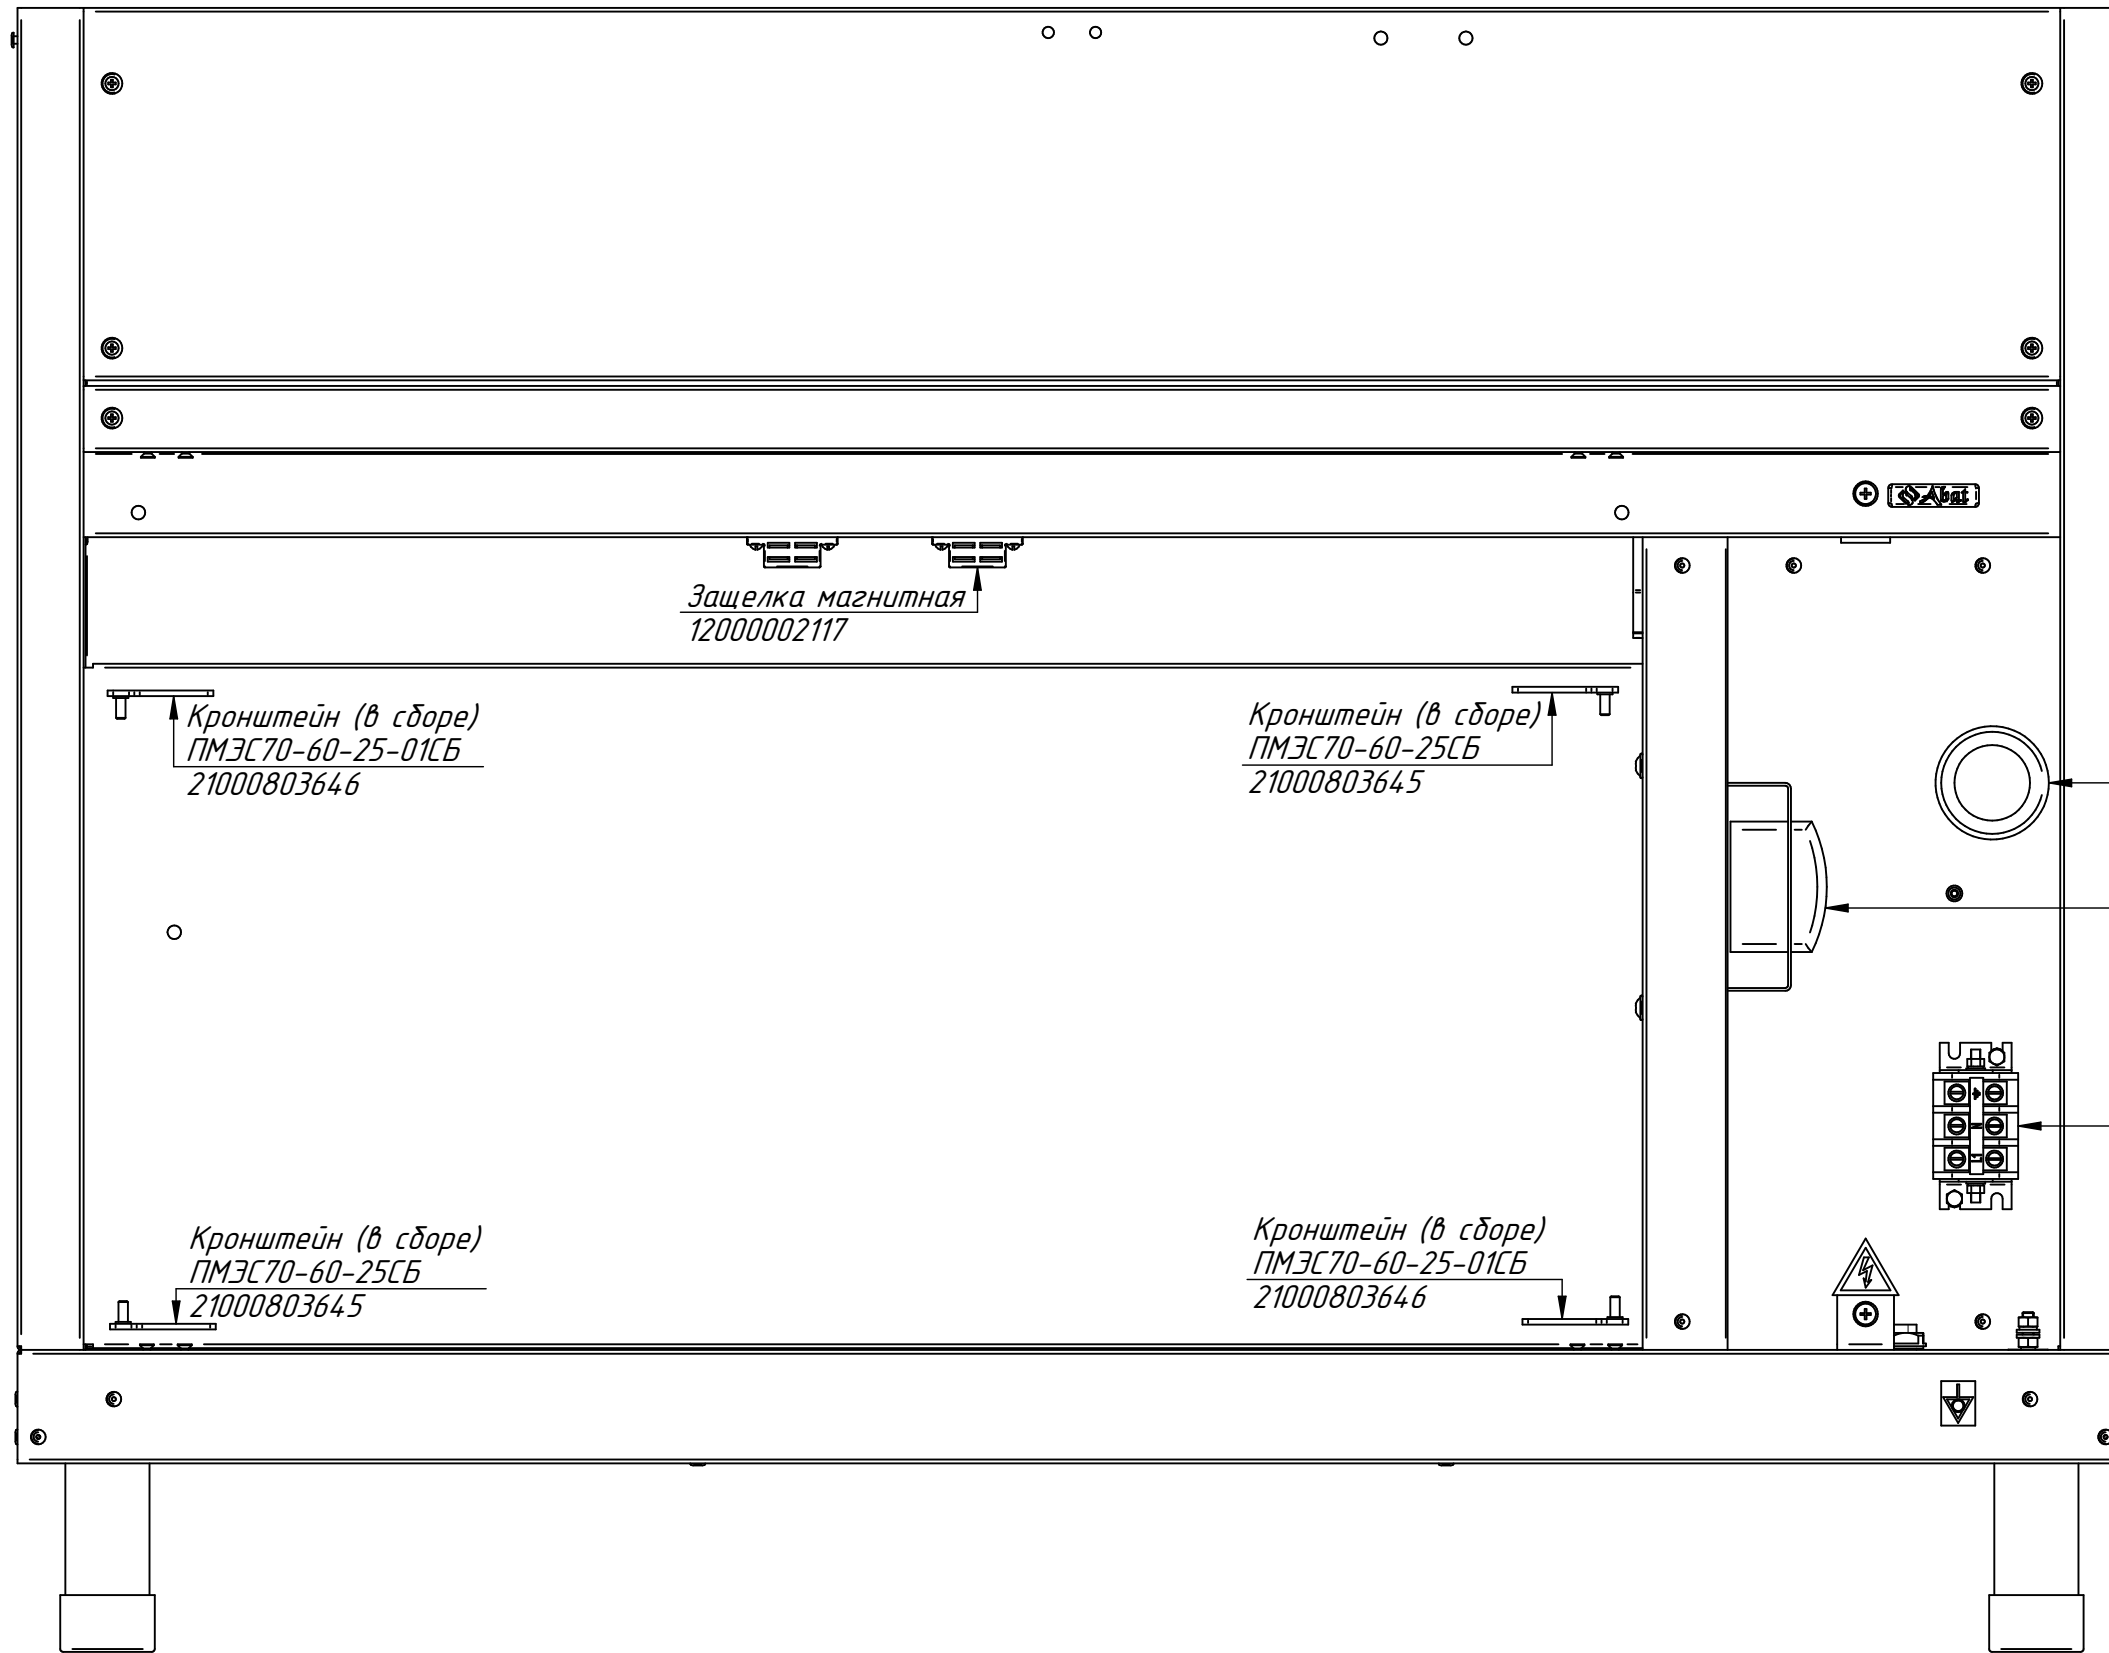 Abat
Защелка магнитная
12000002117
Кронштейн (в сборе)
ПМЭС70-60-25-01СБ
21000803646
Кронштейн (в сборе)
ПМЭС70-60-25СБ
21000803645
Кронштейн (в сборе)
ПМЭС70-60-25СБ
21000803645
Кронштейн (в сборе)
ПМЭС70-60-25-01СБ
21000803646